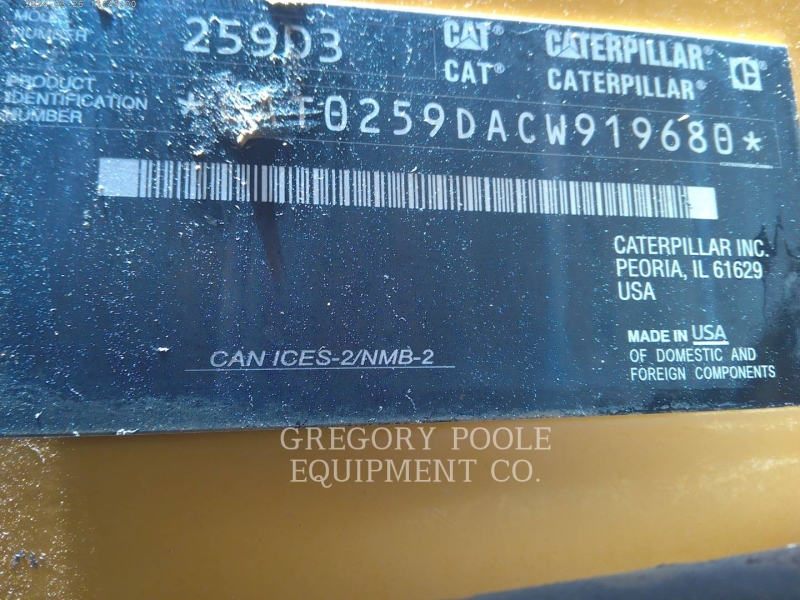 MODEL
NUMBER
259D3
CAT® CATERPILLAR®
CAT® CATERPILLAR®
PRODUCT
IDENTIFICATION
NUMBER
T0259DACW919680*
CATERPILLAR INC.
PEORIA, IL 61629
USA
MADE IN USA
OF DOMESTIC AND
FOREIGN COMPONENTS
CAN ICES-2/NMB-2
GREGORY POOLE
EQUIPMENT CO.